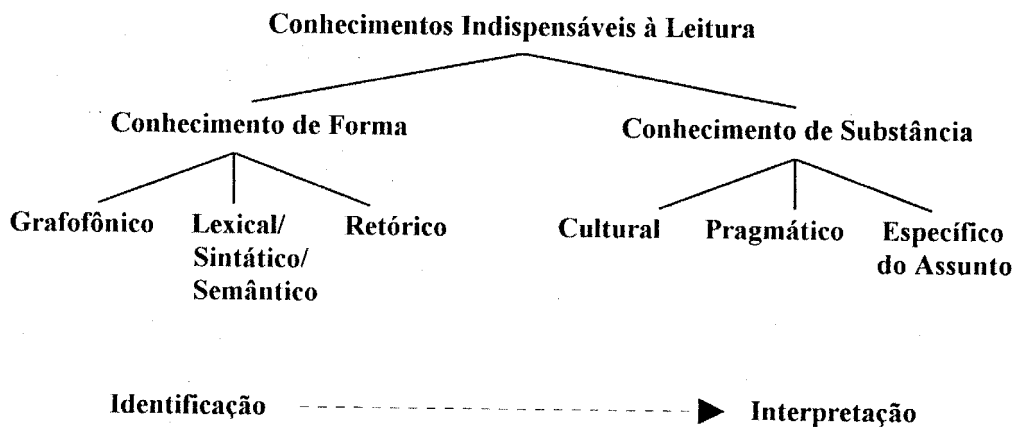 Conhecimentos Indispensáveis à Leitura
Conhecimento de Forma
Conhecimento de Substância
Grafofônico
Lexical/
Sintático/
Semântico
Retórico
Cultural
Pragmático
Específico
do Assunto
Identificação
Interpretação